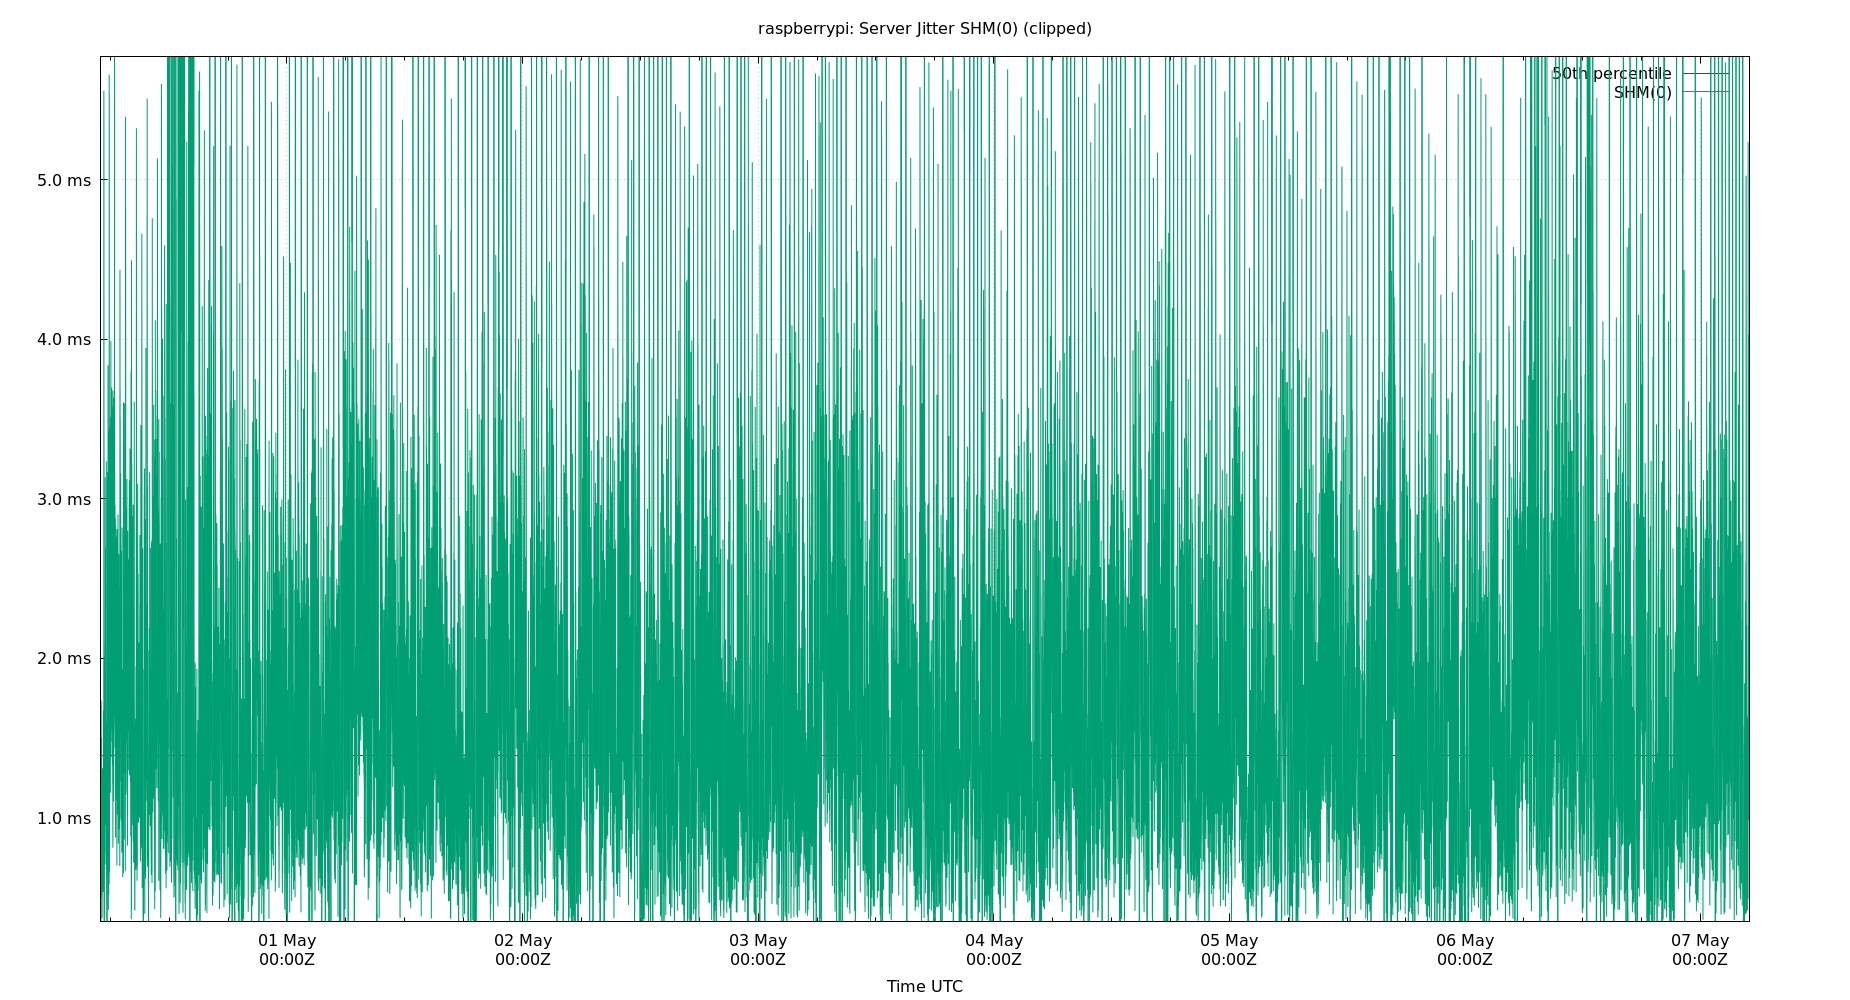 raspberrypi: Server Jitter SHM(0) (clipped)
50th percentile
SHM(0)
5.0 ms
4.0 ms
3.0 ms
2.0 ms
1.0 ms
01 May 02 May 03 May 04 May 05 May 06 May 07 May
00:00Z 00:00Z 00:00Z 00:00Z 00:00Z 00:00Z 00:00Z
Time UTC